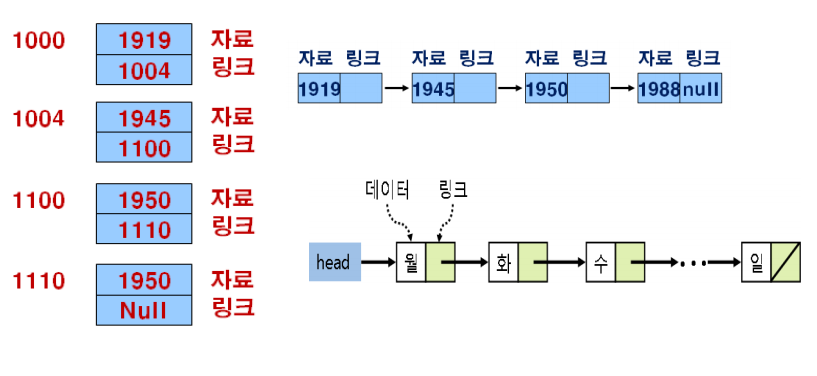 1000 1919 자료
1004 링크
1004 1945 자료
1100 링크
1100 1950 자료
1110 링크
1110 1950 자료
Null 링크
자료 링크 자료 링크 자료 링크 자료 링크
1919 1945 1950 1988 null
데이터 링크
head 월 화 수 일